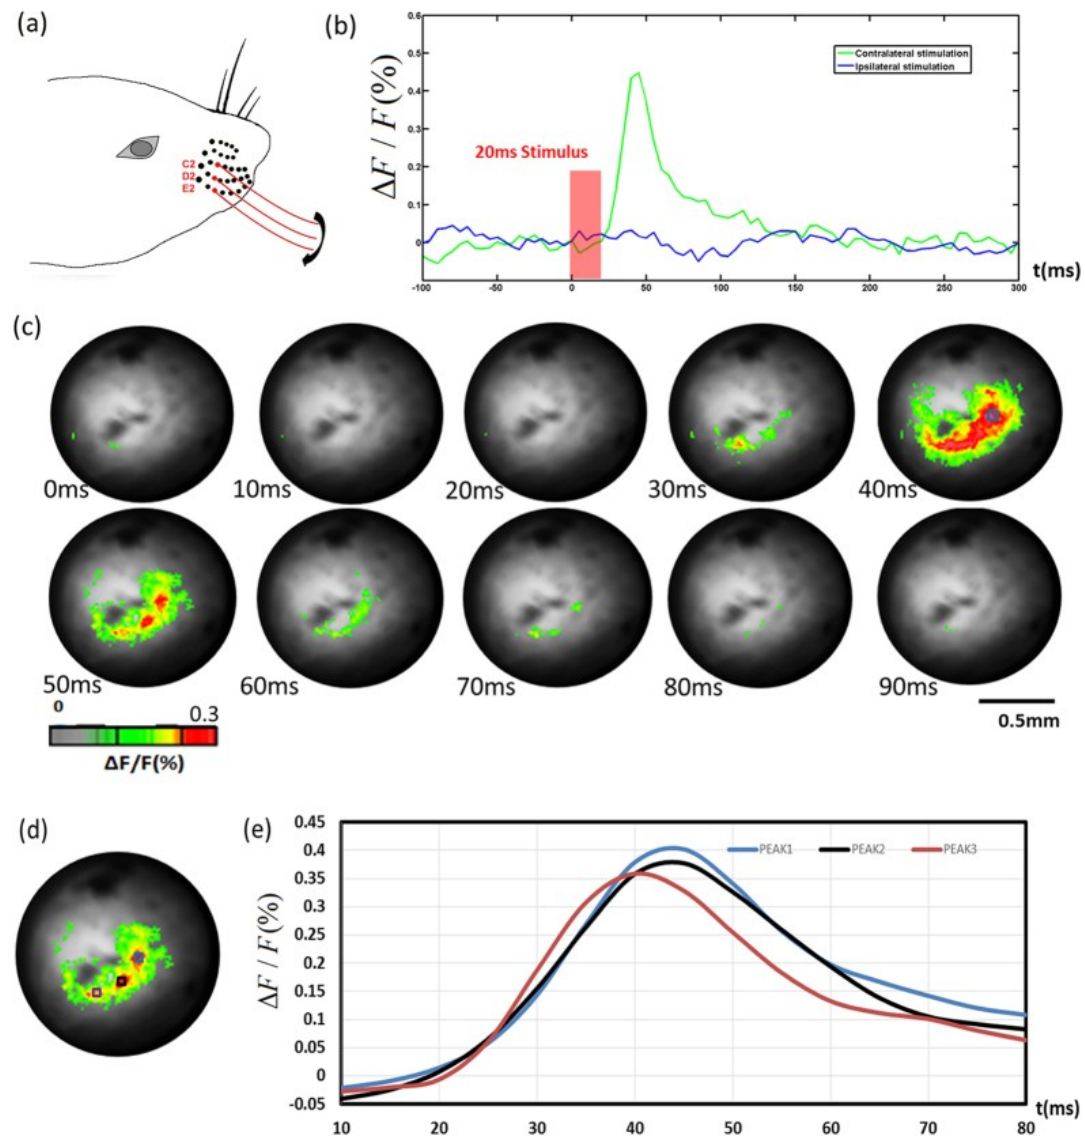 (a)
C2
D2
E2
(b)
ΔF / F(%)
0.6
0.5
0.4
0.3
0.2
0.1
0
-100 -50 0 50 100 150 200 250 300
t(ms)
20ms Stimulus
Contralateral stimulation
Ipsilateral stimulation
(c)
0ms 10ms 20ms 30ms 40ms
50ms 60ms 70ms 80ms 90ms
0 0.3
ΔF/F(%)
0.5mm
(d)
(e)
ΔF / F(%)
0.45
0.4
0.35
0.3
0.25
0.2
0.15
0.1
0.05
0
-0.05
PEAK1 PEAK2 PEAK3
10 20 30 40 50 60 70 80
t(ms)